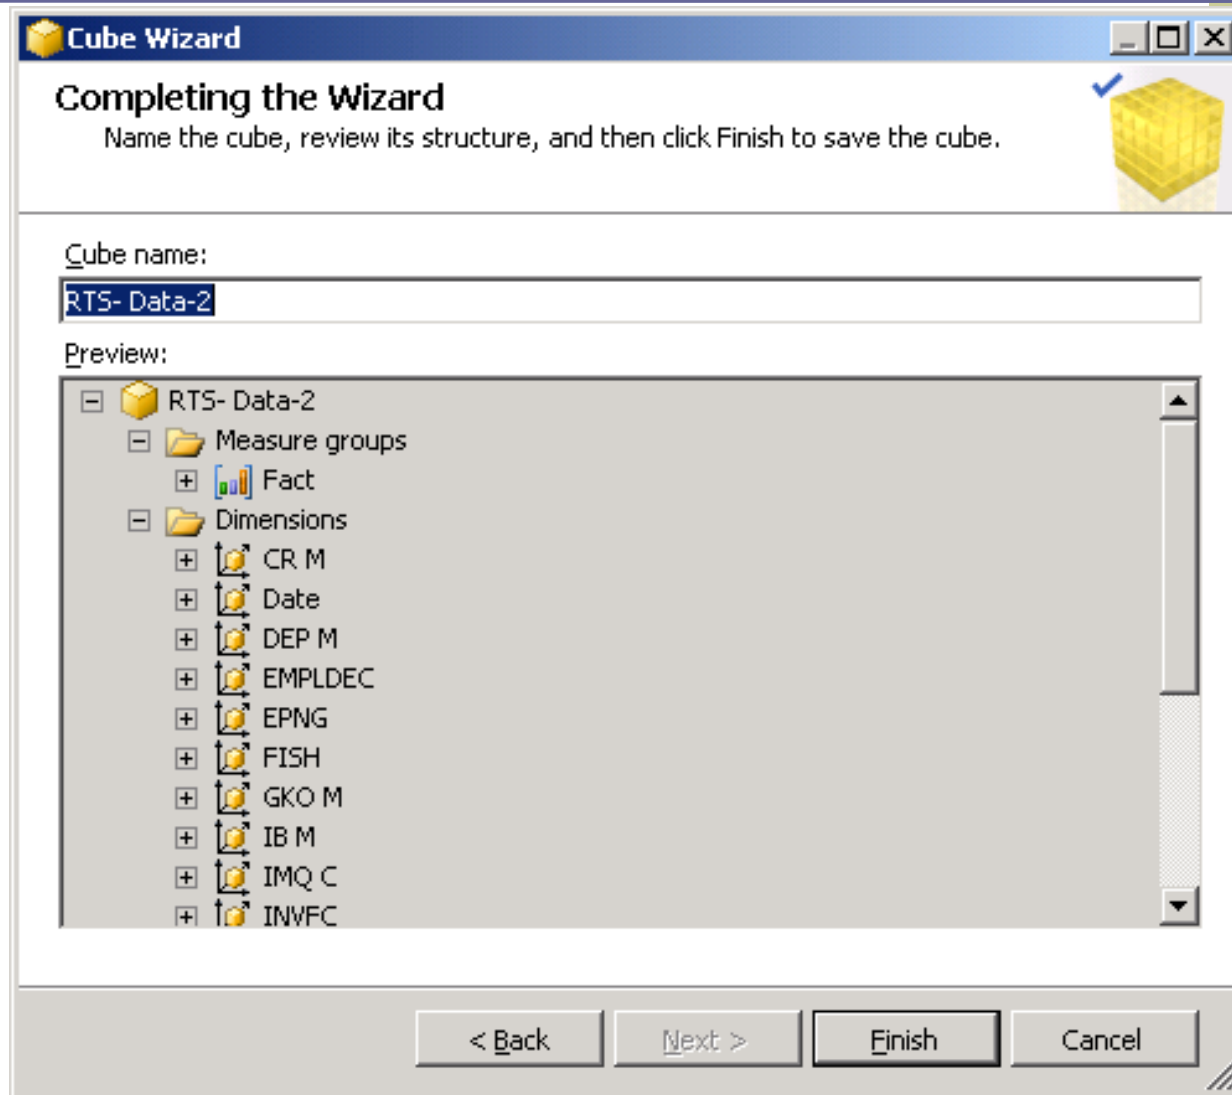 Cube Wizard
Completing the Wizard
Name the cube, review its structure, and then click Finish to save the cube.
Cube name:
RTS- Data-2
Preview:
RTS- Data-2
Measure groups
Fact
Dimensions
CR M
Date
DEP M
EMPLDEC
EPNG
FISH
GKO M
IB M
IMQ C
INVFC
< Back
Next >
Finish
Cancel